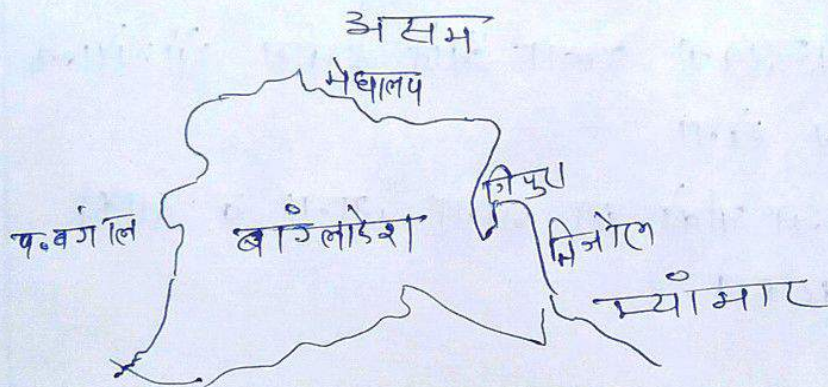 असम
मेघालय
त्रिपुरा
प. बंगाल
बांग्लादेश
मिजोरम
म्यांमार